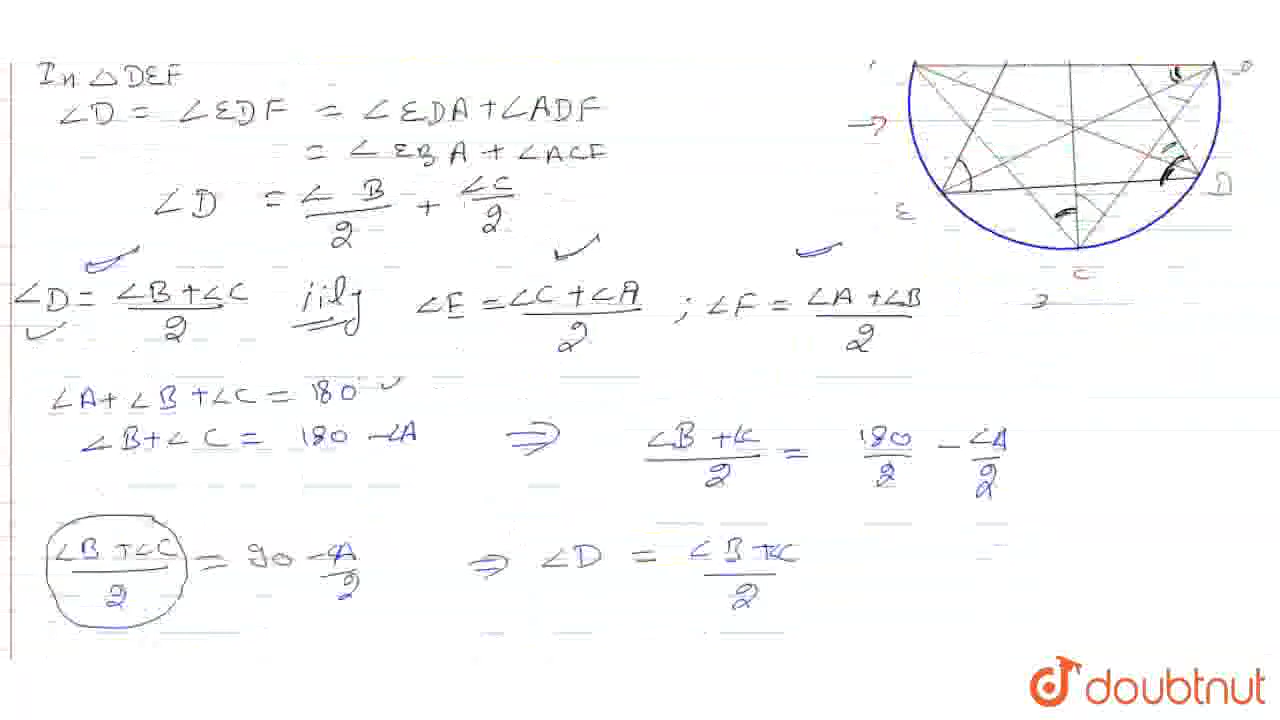 In △DEF
∠D = ∠EDF = ∠EDA + ∠ADF
= ∠EBA + ∠ACF
∠D = ∠B/2 + ∠C/2
∠D = (∠B + ∠C)/2 illy ∠E = (∠C + ∠A)/2 ; ∠F = (∠A + ∠B)/2
∠A + ∠B + ∠C = 180
∠B + ∠C = 180 - ∠A ⇒ (∠B + ∠C)/2 = 180/2 - ∠A/2
(∠B + ∠C)/2 = 90 - ∠A/2 ⇒ ∠D = (∠B + ∠C)/2
E
D
C
doubtnut